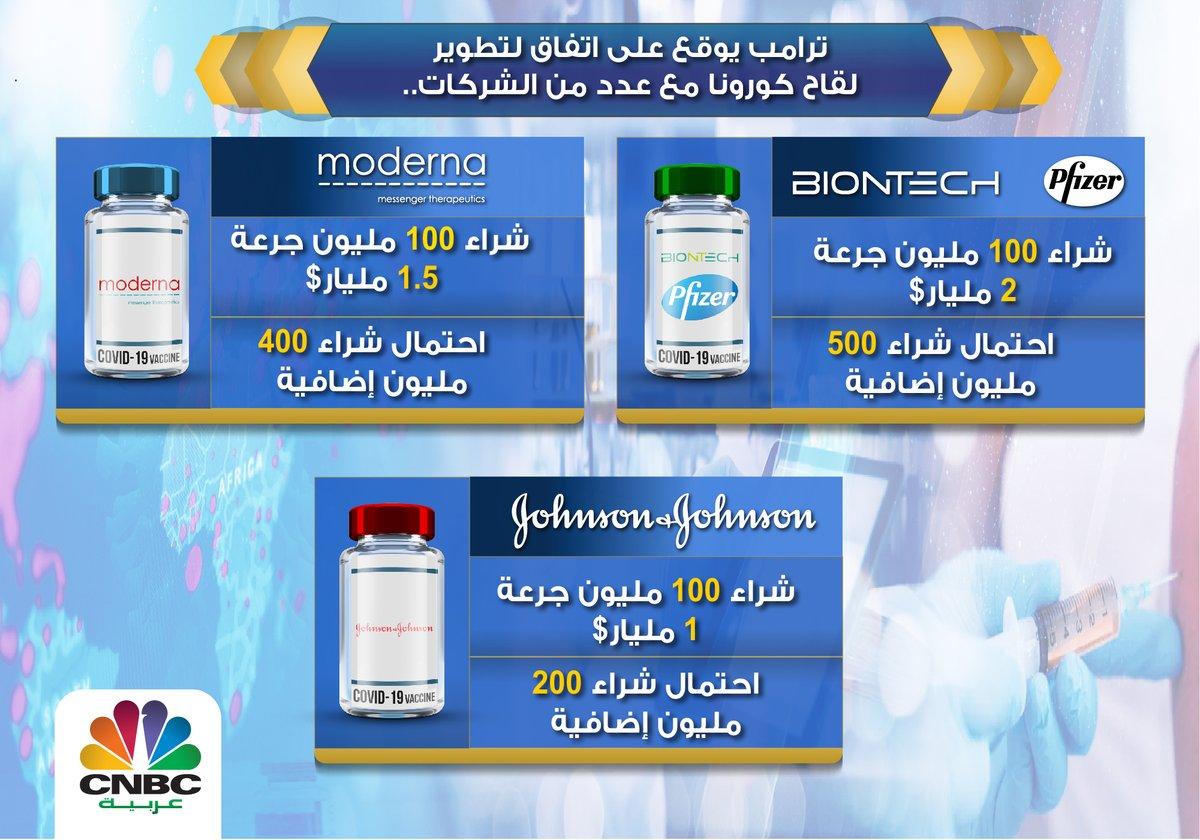 ترامب يوقع على اتفاق لتطوير
لقاح كورونا مع عدد من الشركات..
BIONTECH Pfizer
شراء 100 مليون جرعة
2 مليار$
احتمال شراء 500
مليون إضافية
BIONTECH
Pfizer
COVID-19 VACCINE
moderna
messenger therapeutics
شراء 100 مليون جرعة
1.5 مليار$
احتمال شراء 400
مليون إضافية
moderna
messenger therapeutics
COVID-19 VACCINE
Johnson & Johnson
شراء 100 مليون جرعة
1 مليار$
احتمال شراء 200
مليون إضافية
Johnson & Johnson
COVID-19 VACCINE
AFRICA
CNBC
عربية